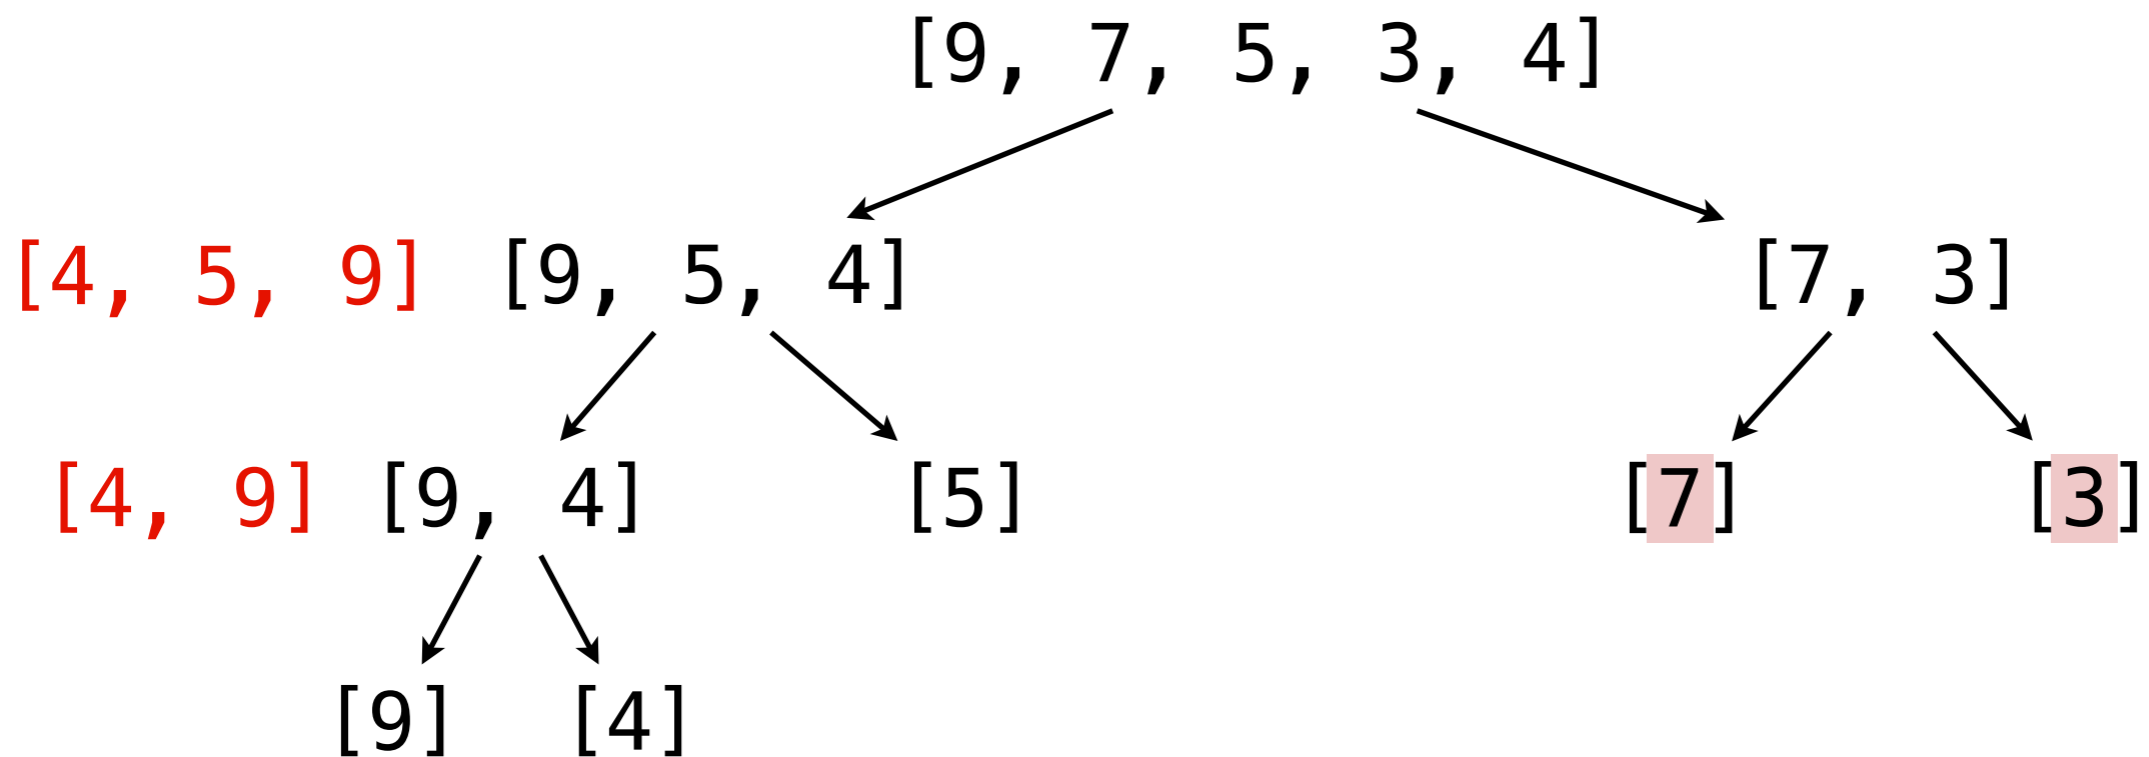 [9, 7, 5, 3, 4]
[4, 5, 9] [9, 5, 4] [7, 3]
[4, 9] [9, 4] [5] [7] [3]
[9] [4]